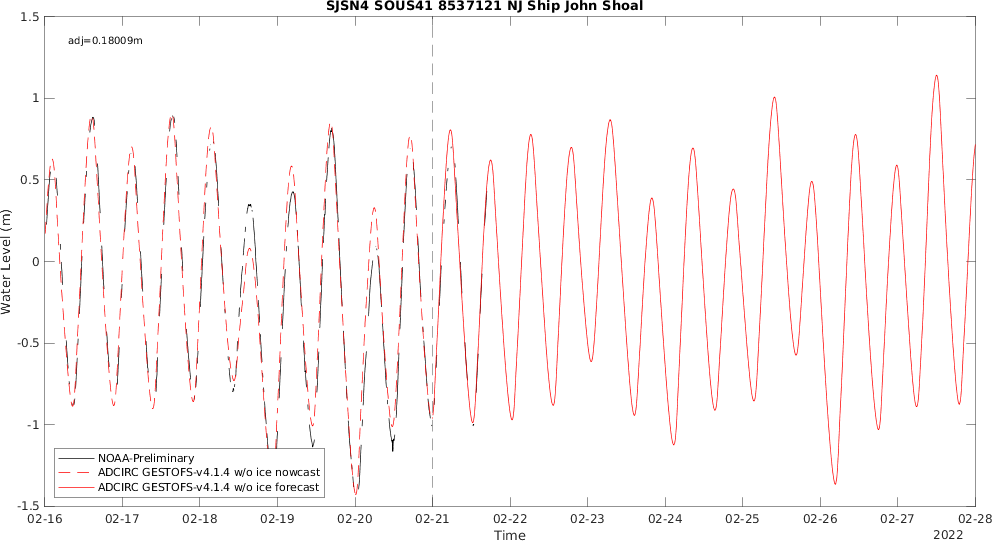 SJSN4 SOUS41 8537121 NJ Ship John Shoal
adj=0.18009m
Water Level (m)
1.5
1
0.5
0
-0.5
-1
-1.5
NOAA-Preliminary
ADCIRC GESTOFS-v4.1.4 w/o ice nowcast
ADCIRC GESTOFS-v4.1.4 w/o ice forecast
02-16 02-17 02-18 02-19 02-20 02-21 02-22 02-23 02-24 02-25 02-26 02-27 02-28
Time
2022